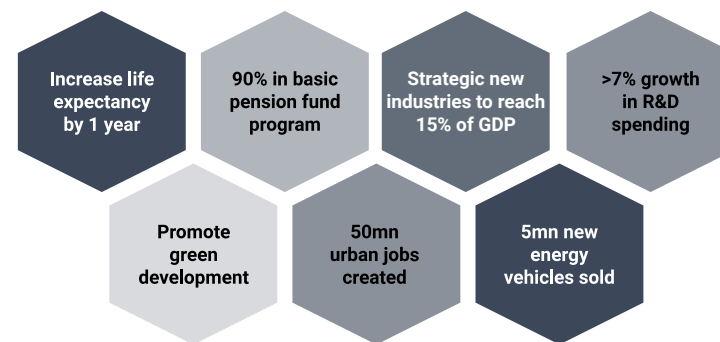 Increase life
expectancy
by 1 year
90% in basic
pension fund
program
Strategic new
industries to reach
15% of GDP
>7% growth
in R&D
spending
Promote
green
development
50mn
urban jobs
created
5mn new
energy
vehicles sold